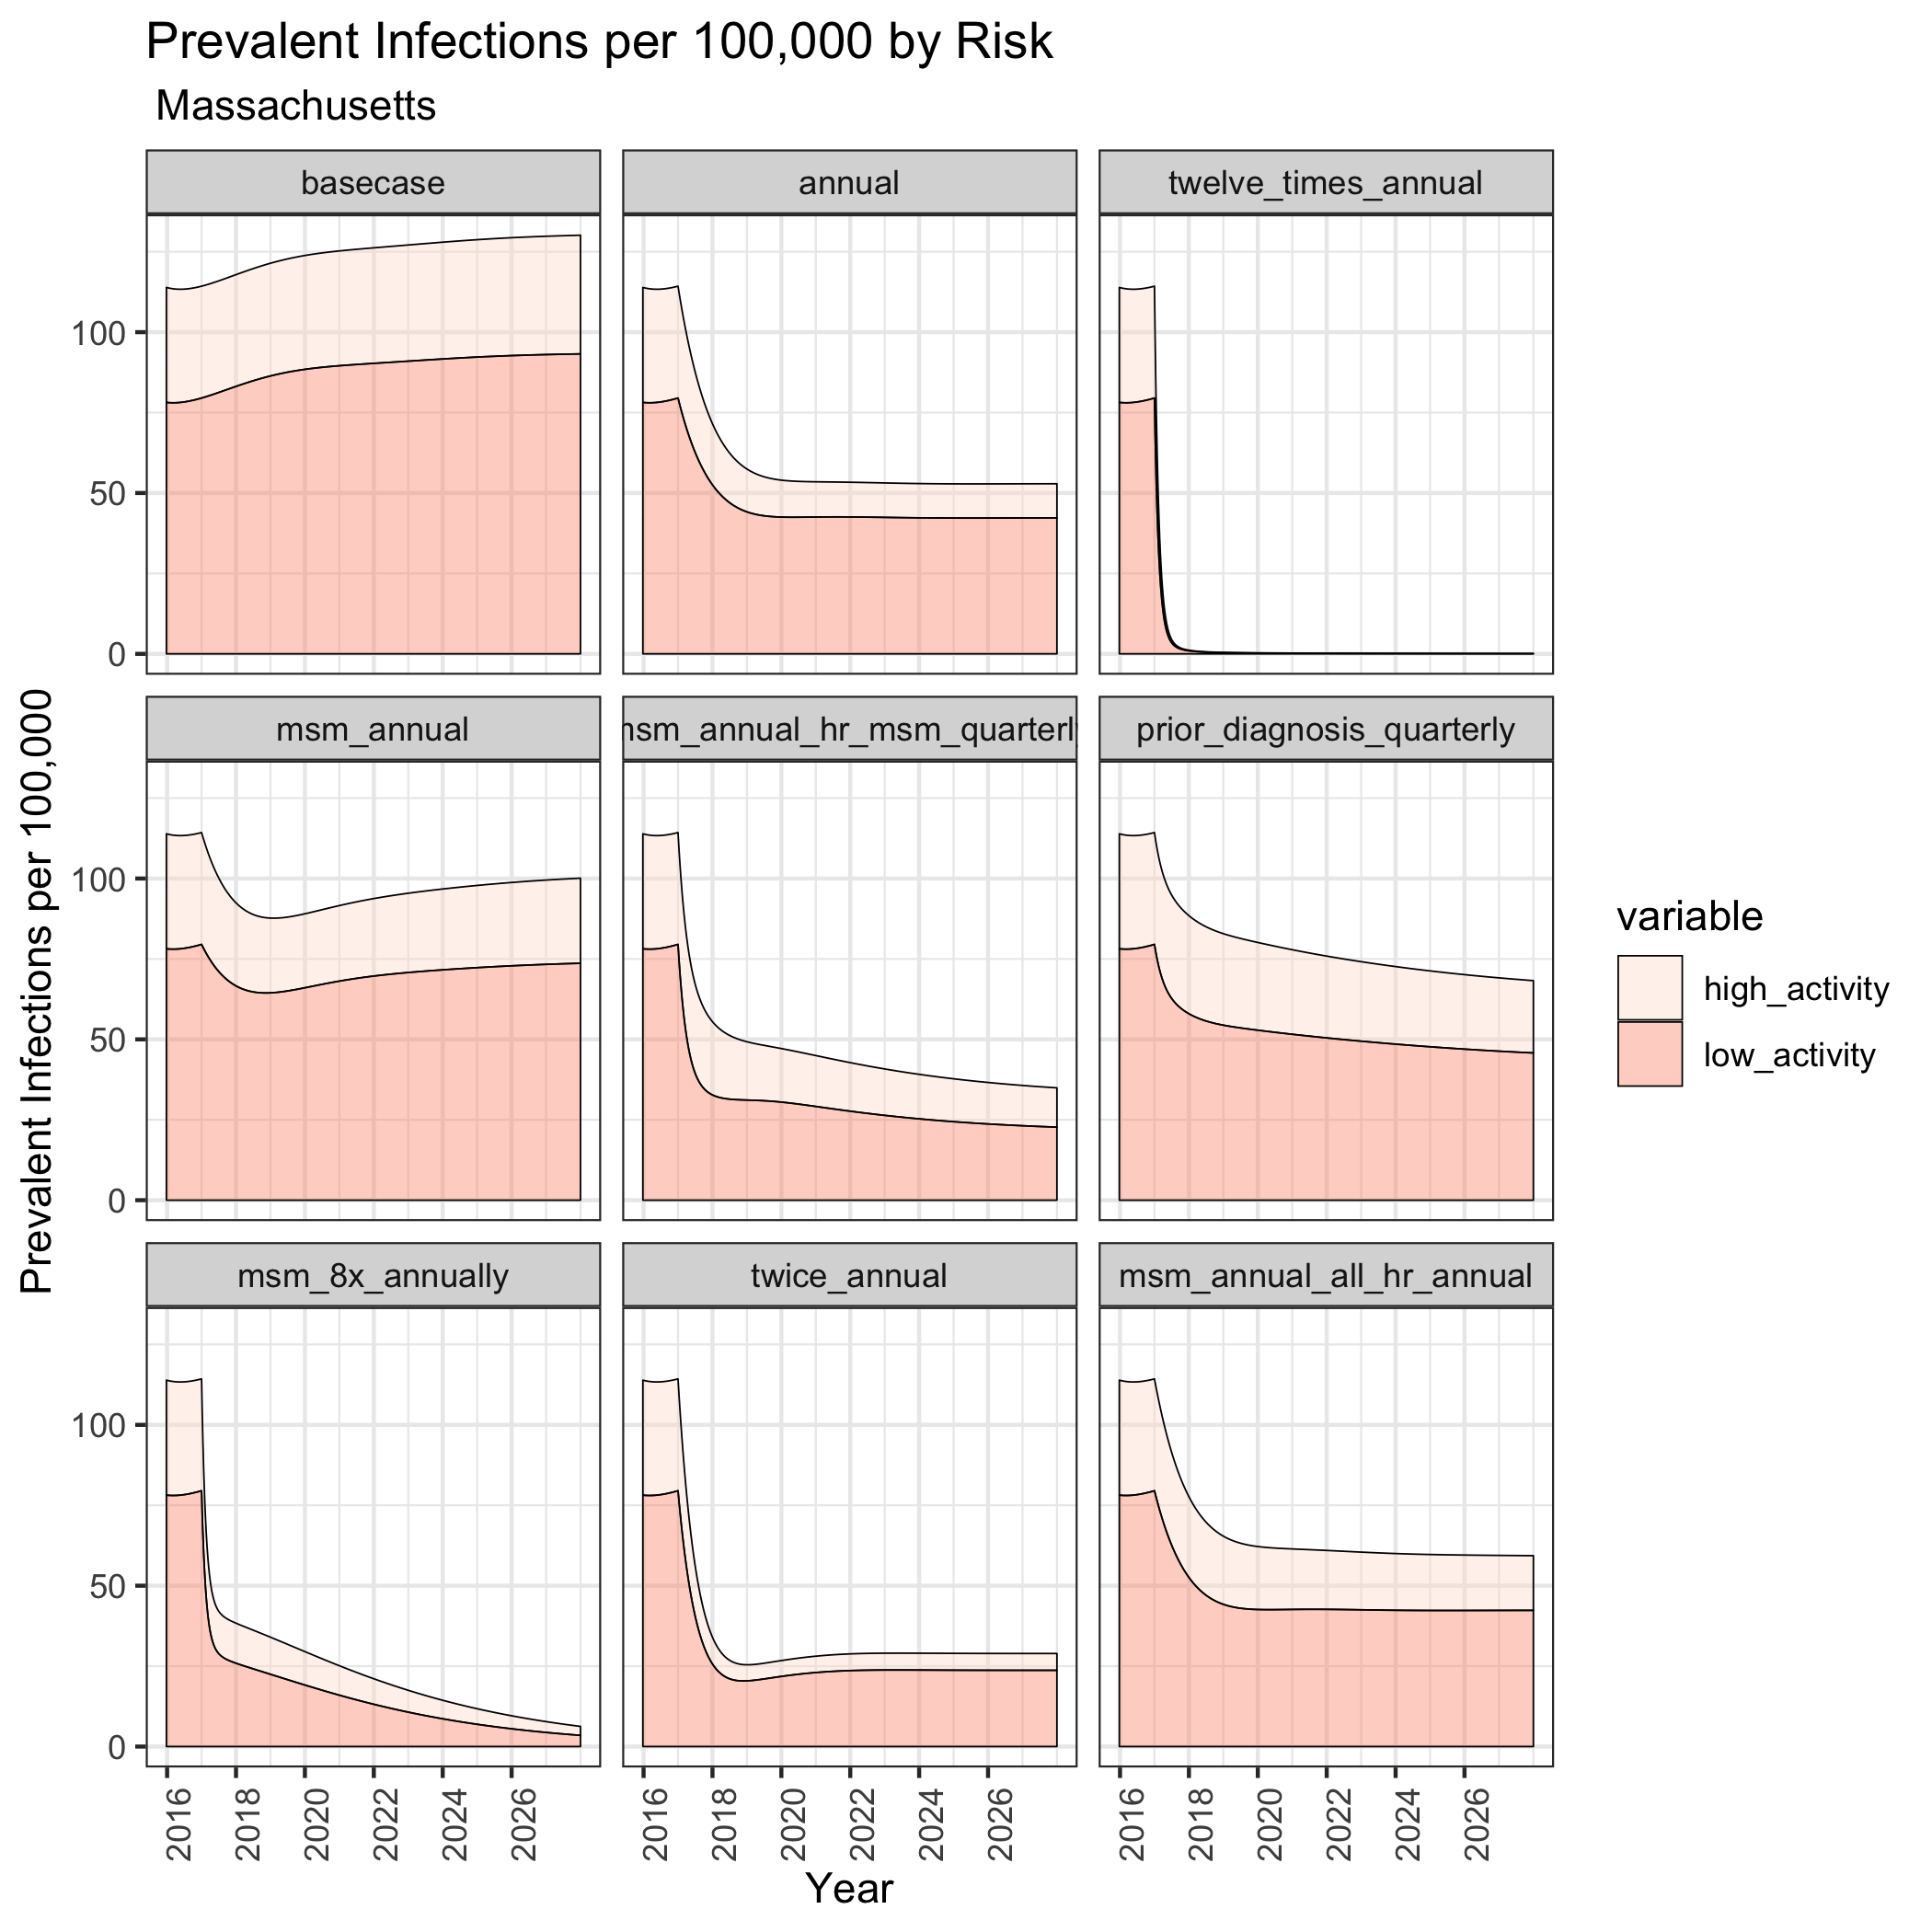 Prevalent Infections per 100,000 by Risk
Massachusetts
basecase
annual
twelve_times_annual
100
50
0
msm_annual
msm_annual_hr_msm_quarterly
prior_diagnosis_quarterly
100
50
0
msm_8x_annually
twice_annual
msm_annual_all_hr_annual
100
50
0
2016 2018 2020 2022 2024 2026
2016 2018 2020 2022 2024 2026
2016 2018 2020 2022 2024 2026
Year
Prevalent Infections per 100,000
variable
high_activity
low_activity